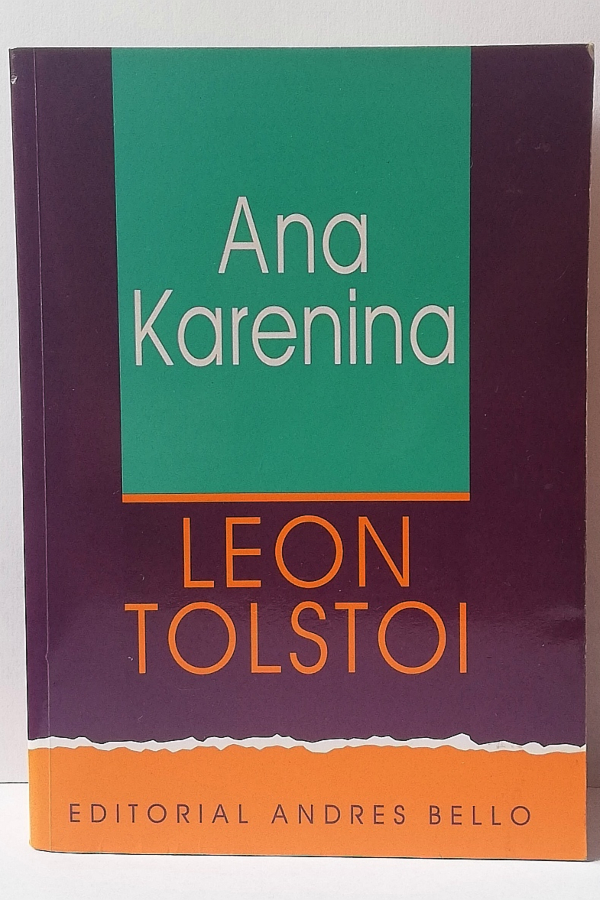 Ana
Karenina
LEON
TOLSTOI
EDITORIAL ANDRES BELLO